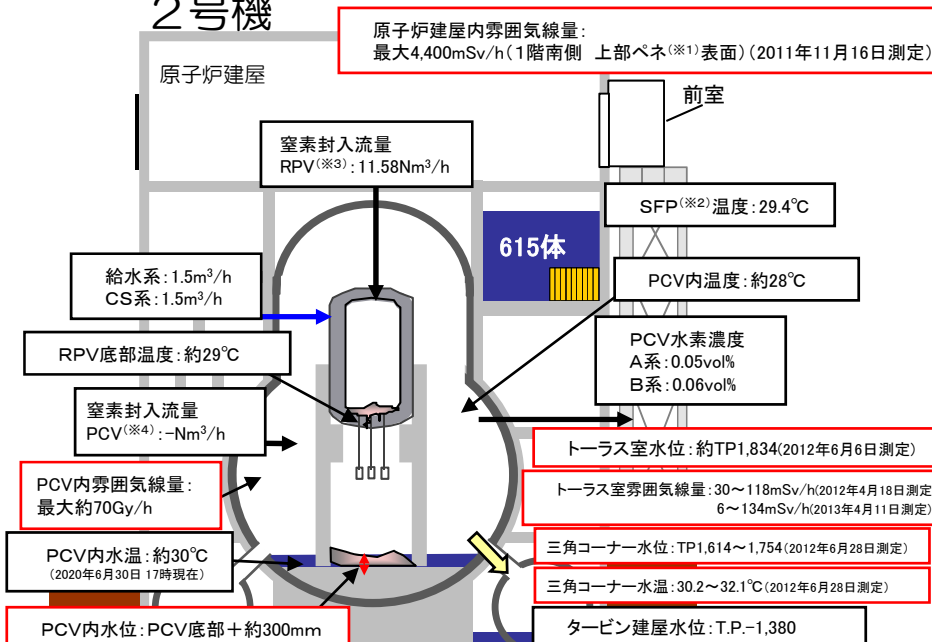 2号機
原子炉建屋内雰囲気線量:
最大4,400mSv/h(1階南側 上部ペネ(※1)表面)(2011年11月16日測定)
原子炉建屋
前室
窒素封入流量
RPV(※3):11.58Nm³/h
SFP(※2)温度:29.4℃
615体
給水系:1.5m³/h
CS系:1.5m³/h
PCV内温度:約28℃
RPV底部温度:約29℃
PCV水素濃度
A系:0.05vol%
B系:0.06vol%
窒素封入流量
PCV(※4):-Nm³/h
トーラス室水位:約TP1,834(2012年6月6日測定)
PCV内雰囲気線量:
最大約70Gy/h
トーラス室雰囲気線量:30～118mSv/h(2012年4月18日測定
6～134mSv/h(2013年4月11日測定)
PCV内水温:約30℃
(2020年6月30日 17時現在)
三角コーナー水位:TP1,614～1,754(2012年6月28日測定)
三角コーナー水温:30.2～32.1℃(2012年6月28日測定)
PCV内水位:PCV底部+約300mm
タービン建屋水位:T.P.-1,380